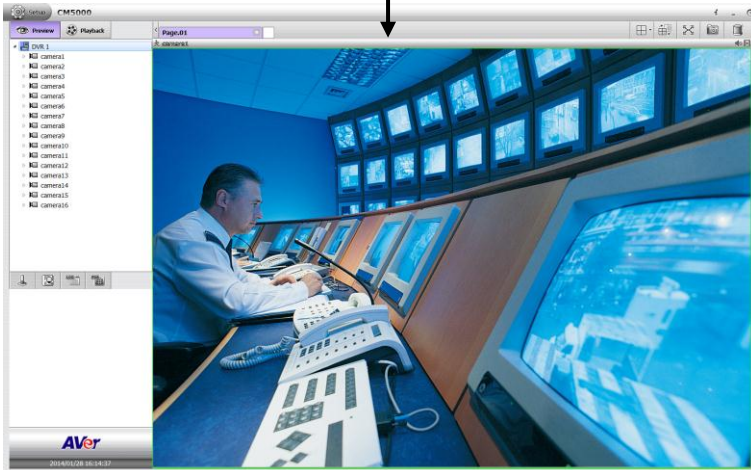 Setup CM5000
Preview Playback
Page.01
camera1
DVR 1
camera1
camera2
camera3
camera4
camera5
camera6
camera7
camera8
camera9
camera10
camera11
camera12
camera13
camera14
camera15
camera16
AVer
2014/01/28 16:14:37